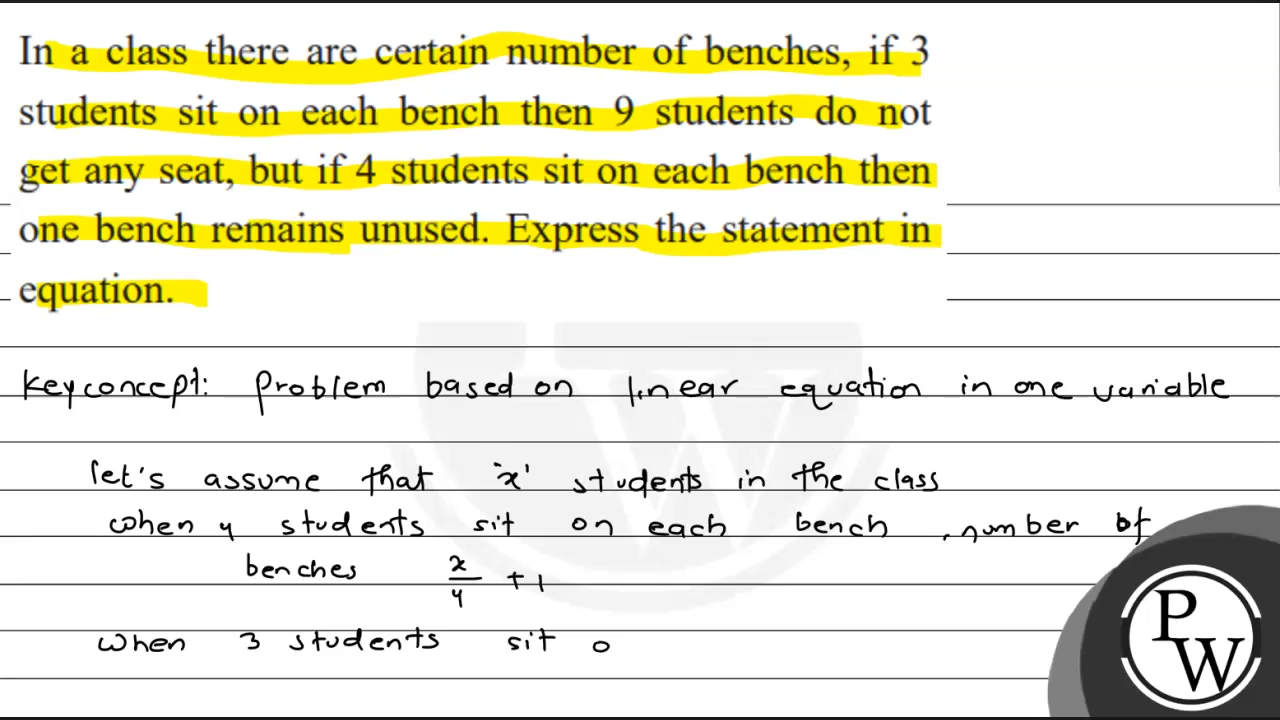 In a class there are certain number of benches, if 3
students sit on each bench then 9 students do not
get any seat, but if 4 students sit on each bench then
one bench remains unused. Express the statement in
equation.
Key concept: Problem based on linear equation in one variable
let's assume that 'x' students in the class
when 4 students sit on each bench, number of
benches x/4 + 1
when 3 students sit o
PW